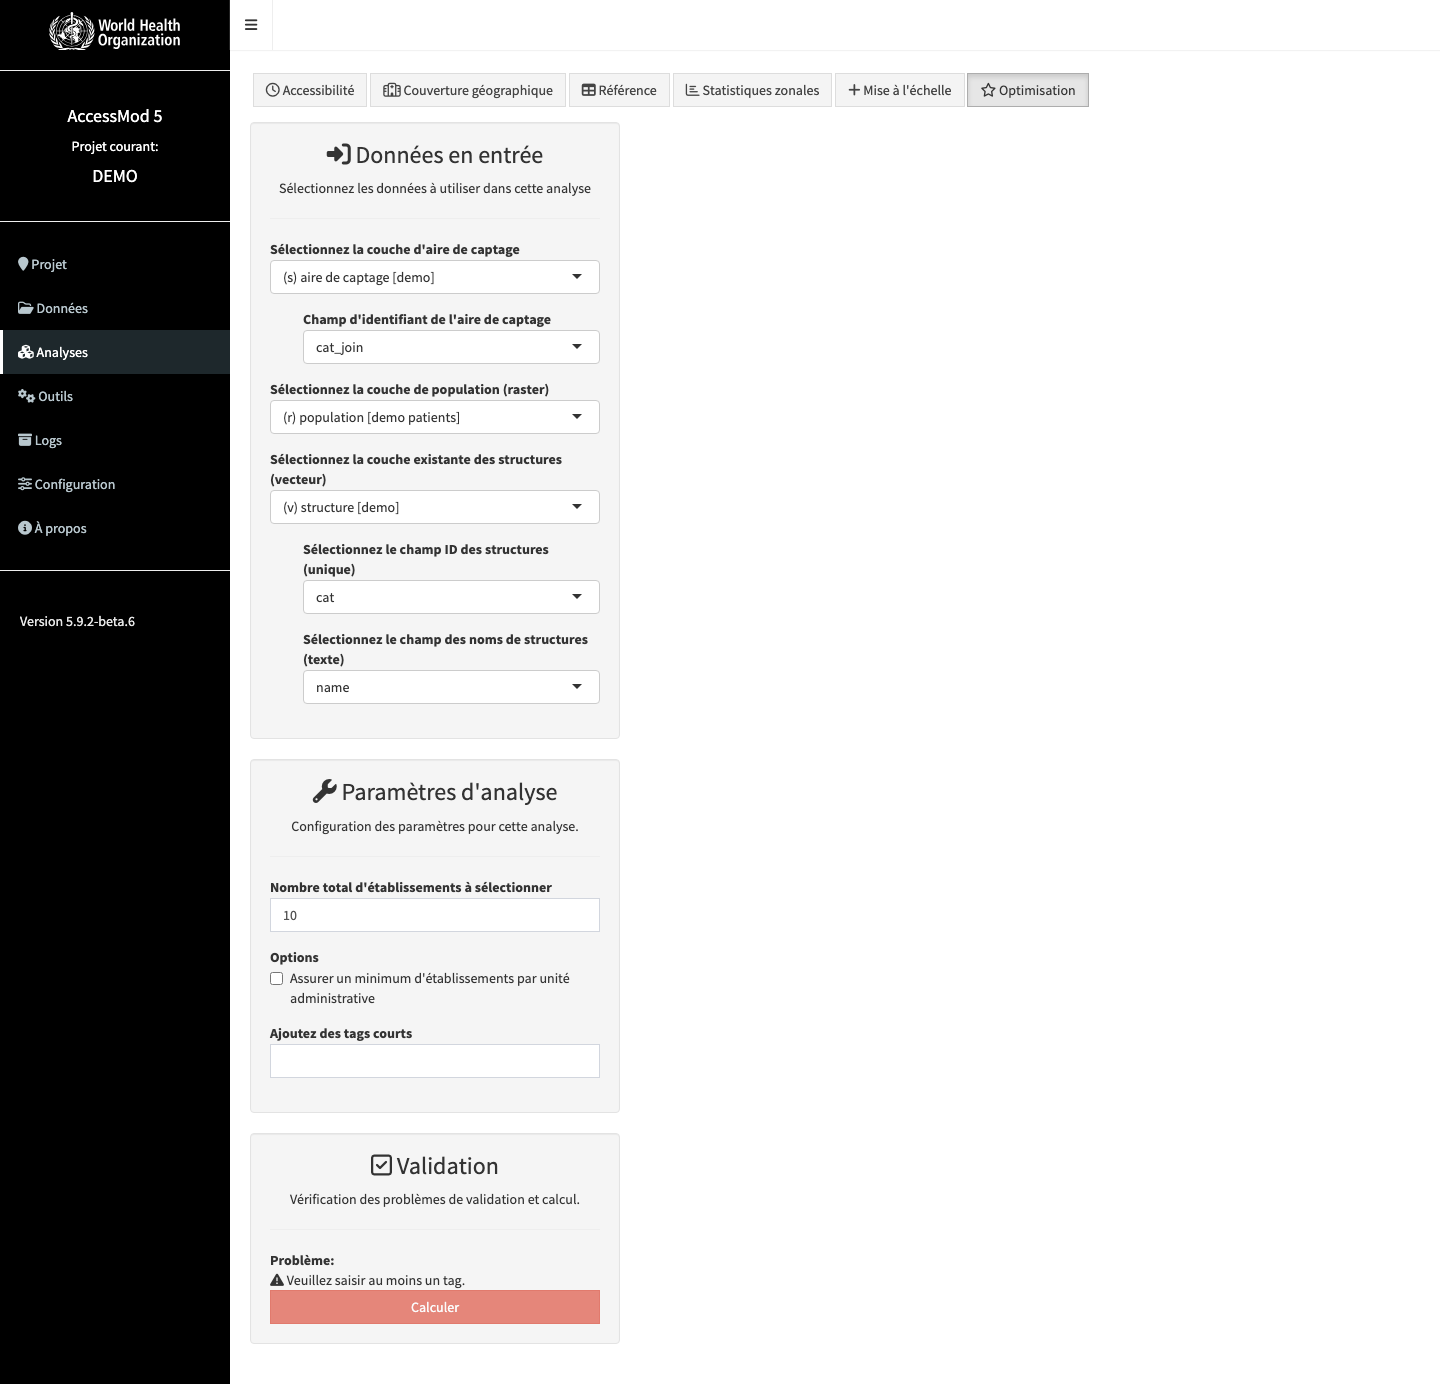 World Health
Organization
AccessMod 5
Projet courant:
DEMO
Projet
Données
Analyses
Outils
Logs
Configuration
À propos
Version 5.9.2-beta.6
Accessibilité
Couverture géographique
Référence
Statistiques zonales
Mise à l'échelle
Optimisation
Données en entrée
Sélectionnez les données à utiliser dans cette analyse
Sélectionnez la couche d'aire de captage
(s) aire de captage [demo]
Champ d'identifiant de l'aire de captage
cat_join
Sélectionnez la couche de population (raster)
(r) population [demo patients]
Sélectionnez la couche existante des structures
(vecteur)
(v) structure [demo]
Sélectionnez le champ ID des structures
(unique)
cat
Sélectionnez le champ des noms de structures
(texte)
name
Paramètres d'analyse
Configuration des paramètres pour cette analyse.
Nombre total d'établissements à sélectionner
10
Options
Assurer un minimum d'établissements par unité
administrative
Ajoutez des tags courts
Validation
Vérification des problèmes de validation et calcul.
Problème:
Veuillez saisir au moins un tag.
Calculer